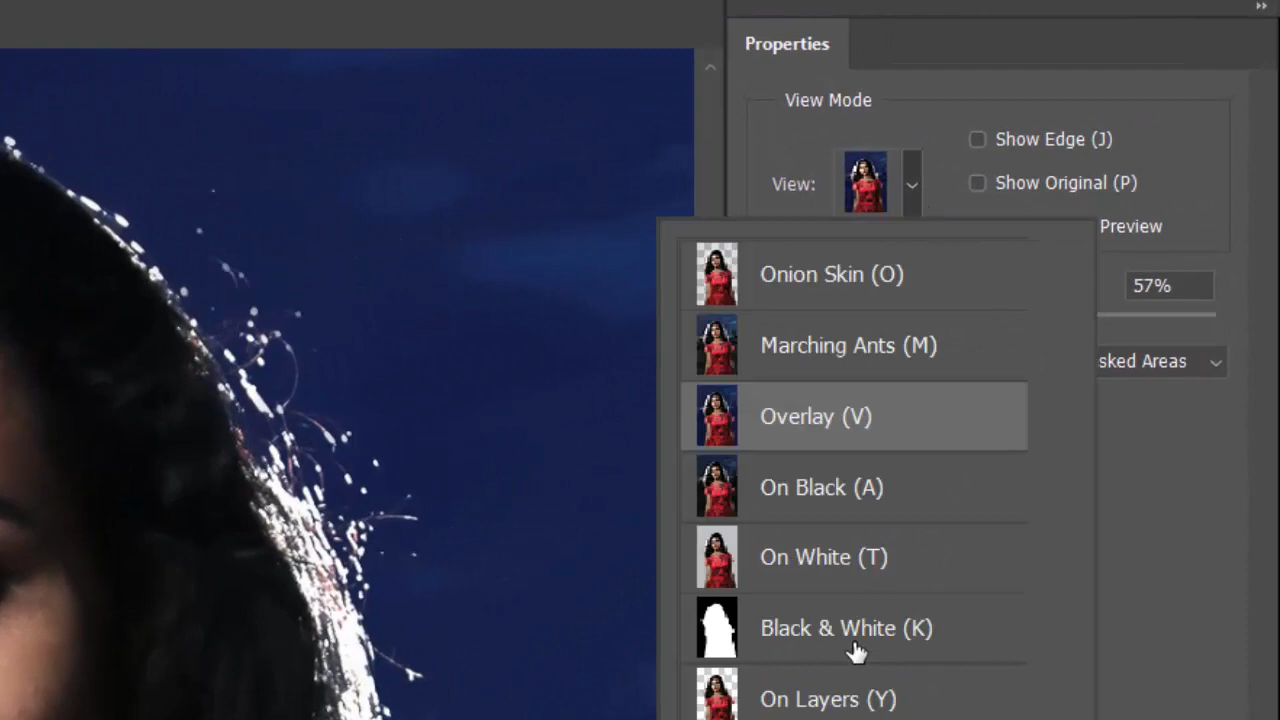 Properties
View Mode
Show Edge (J)
View:
Show Original (P)
Preview
Onion Skin (O)
57%
Marching Ants (M)
sked Areas
Overlay (V)
On Black (A)
On White (T)
Black & White (K)
On Layers (Y)